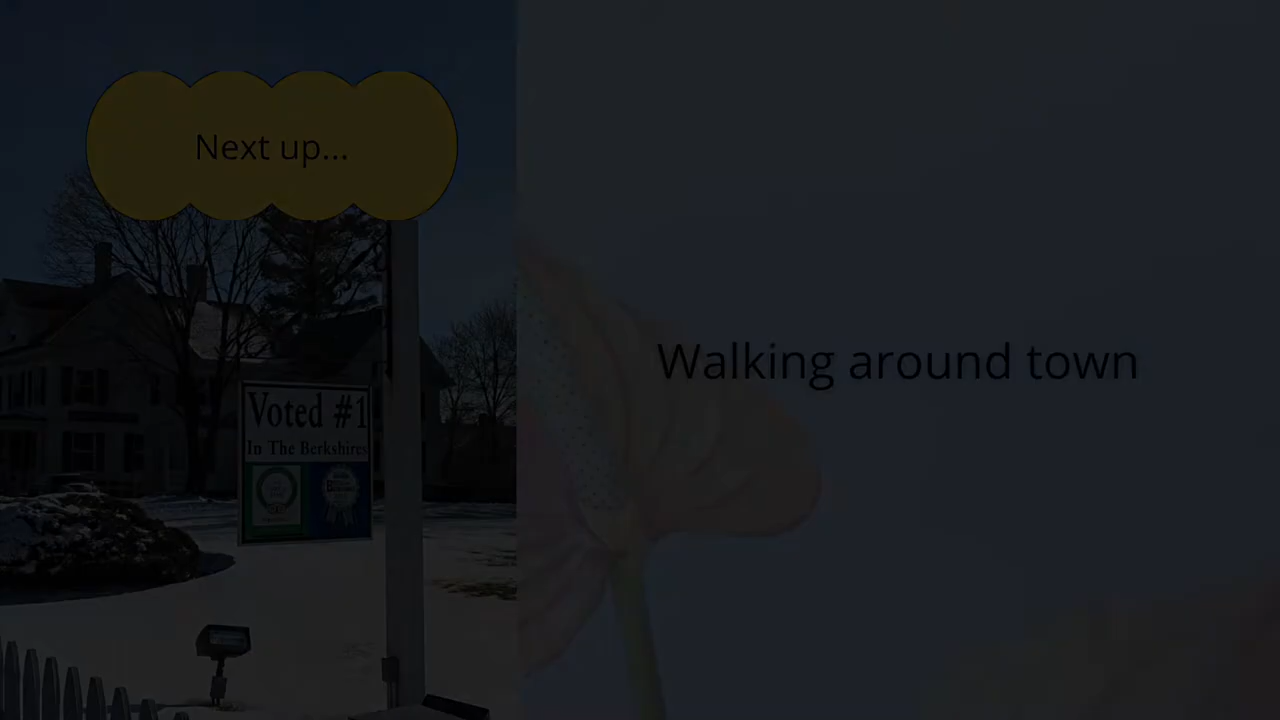 Next up...
Walking around town
Voted #1
In The Berkshires